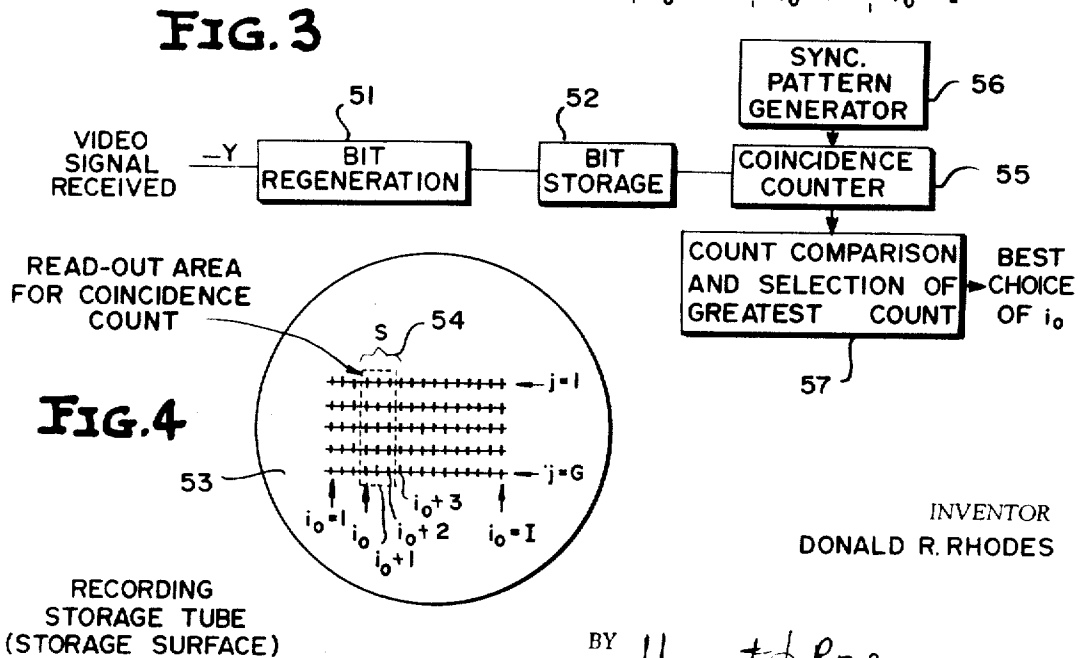 FIG. 3
SYNC.
PATTERN
GENERATOR
56
51
52
VIDEO
SIGNAL
RECEIVED
–Y
BIT
REGENERATION
BIT
STORAGE
COINCIDENCE
COUNTER
55
COUNT COMPARISON
AND SELECTION OF
GREATEST COUNT
BEST
CHOICE
OF i₀
57
READ-OUT AREA
FOR COINCIDENCE
COUNT
S
54
j=1
FIG.4
53
j=G
i₀=1
i₀
i₀+1
i₀+2
i₀+3
i₀=I
INVENTOR
DONALD R. RHODES
RECORDING
STORAGE TUBE
(STORAGE SURFACE)
BY